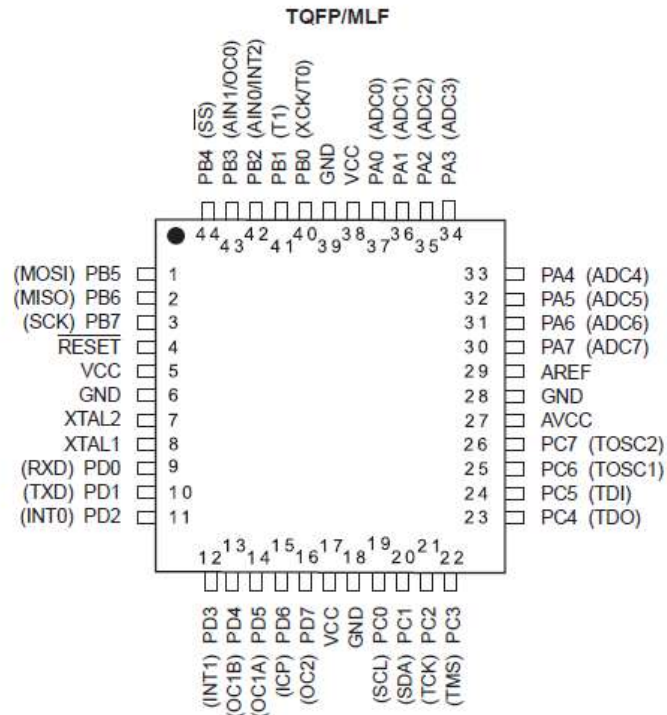 TQFP/MLF
PB4 (SS)
PB3 (AIN1/OC0)
PB2 (AIN0/INT2)
PB1 (T1)
PB0 (XCK/T0)
GND
VCC
PA0 (ADC0)
PA1 (ADC1)
PA2 (ADC2)
PA3 (ADC3)
44 43 42 41 40 39 38 37 36 35 34
(MOSI) PB5 1
(MISO) PB6 2
(SCK) PB7 3
RESET 4
VCC 5
GND 6
XTAL2 7
XTAL1 8
(RXD) PD0 9
(TXD) PD1 10
(INT0) PD2 11
33 PA4 (ADC4)
32 PA5 (ADC5)
31 PA6 (ADC6)
30 PA7 (ADC7)
29 AREF
28 GND
27 AVCC
26 PC7 (TOSC2)
25 PC6 (TOSC1)
24 PC5 (TDI)
23 PC4 (TDO)
12 13 14 15 16 17 18 19 20 21 22
(INT1) PD3
(OC1B) PD4
(OC1A) PD5
(ICP) PD6
(OC2) PD7
VCC
GND
(SCL) PC0
(SDA) PC1
(TCK) PC2
(TMS) PC3